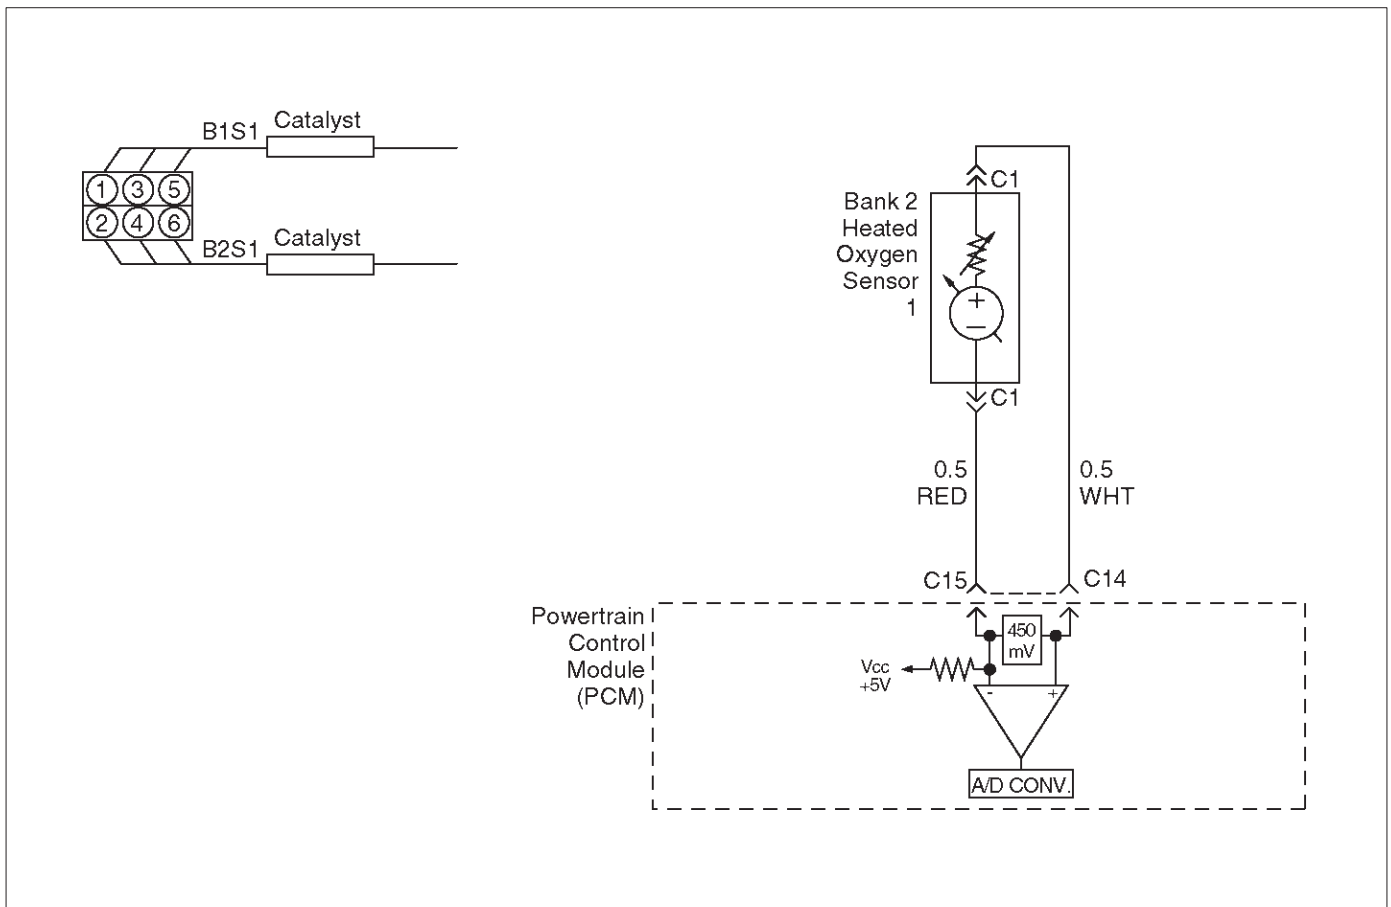 B1S1
Catalyst
1 3 5
2 4 6
B2S1
Catalyst
C1
Bank 2
Heated
Oxygen
Sensor
1
+
−
C1
0.5
RED
0.5
WHT
C15
C14
Powertrain
Control
Module
(PCM)
450
mV
Vcc
+5V
- +
A/D CONV.